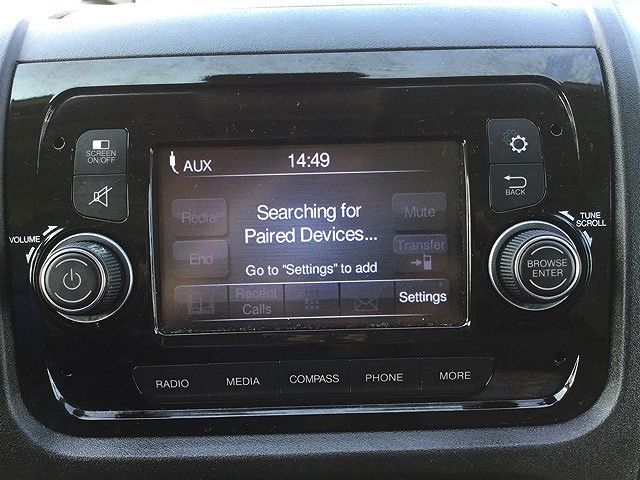 SCREEN
ON/OFF
AUX
14:49
BACK
VOLUME
TUNE
SCROLL
Redial
Searching for
Paired Devices...
Mute
End
Transfer
Go to "Settings" to add
BROWSE
ENTER
Recent
Calls
Settings
RADIO
MEDIA
COMPASS
PHONE
MORE